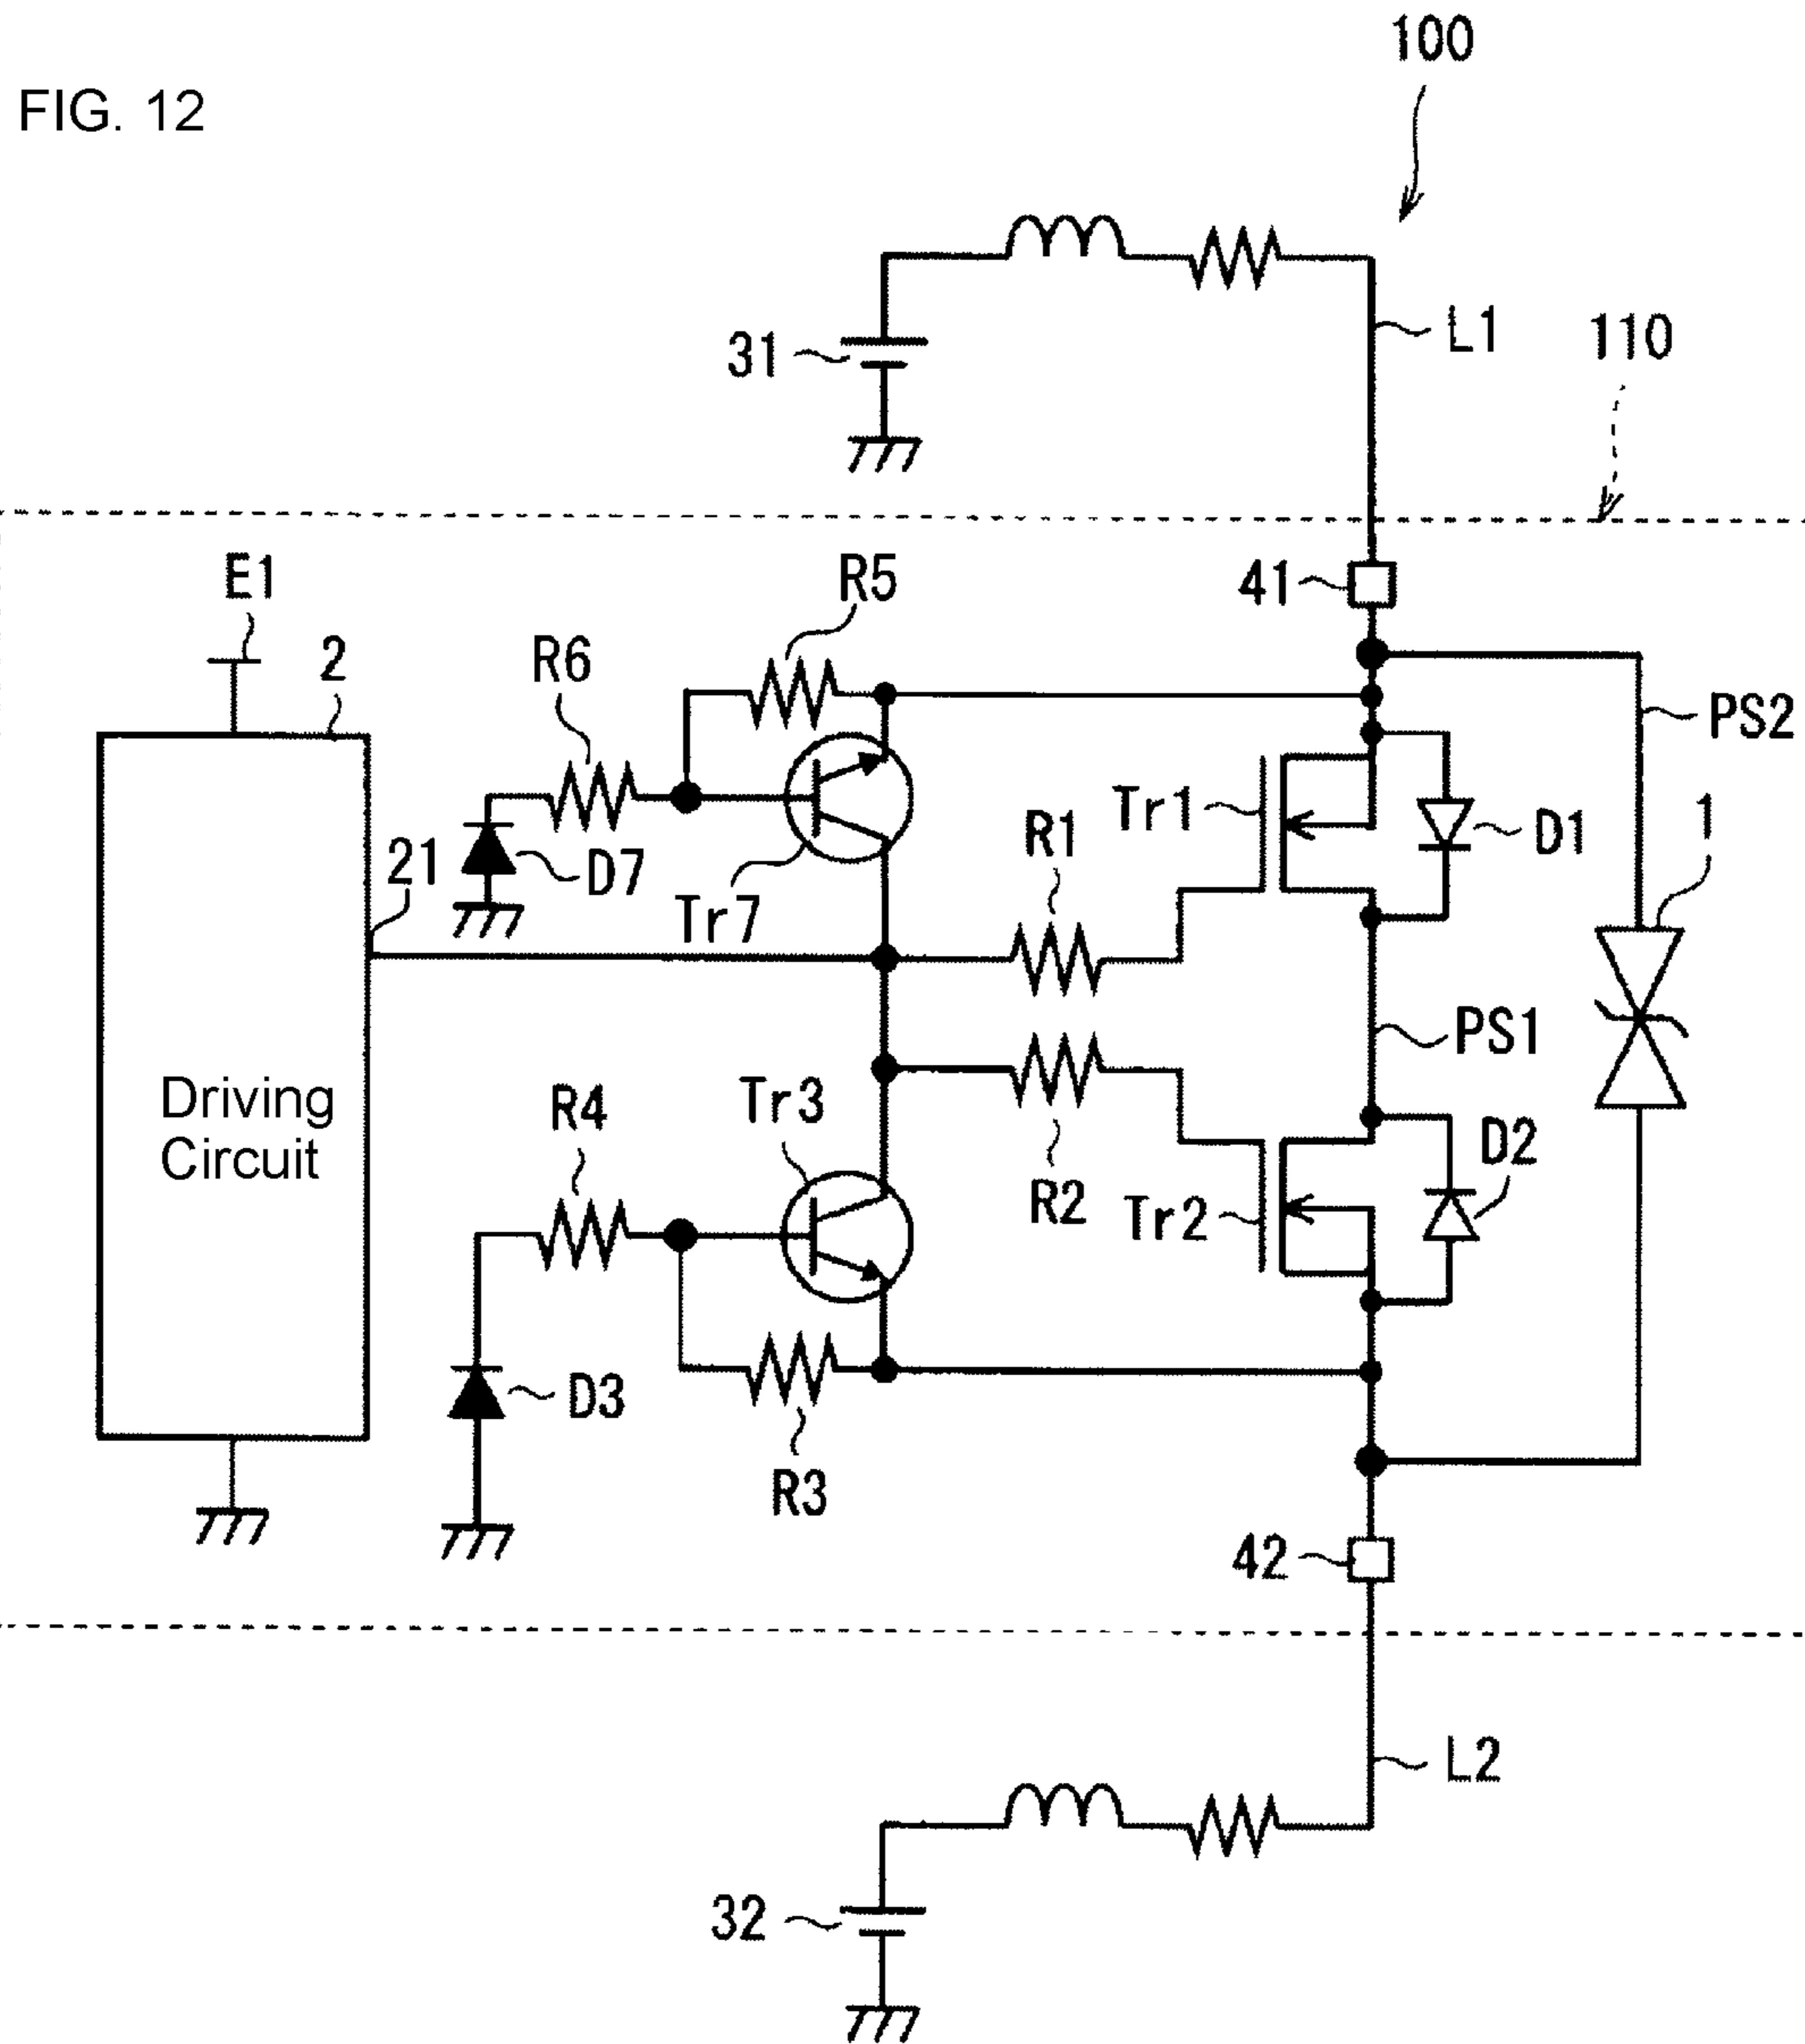 FIG. 12
100
31
L1
110
E1
2
R5
R6
41
PS2
Tr1
D1
1
R1
21
D7
Tr7
PS1
Driving
Circuit
Tr3
R4
R2
Tr2
D2
D3
R3
42
L2
32